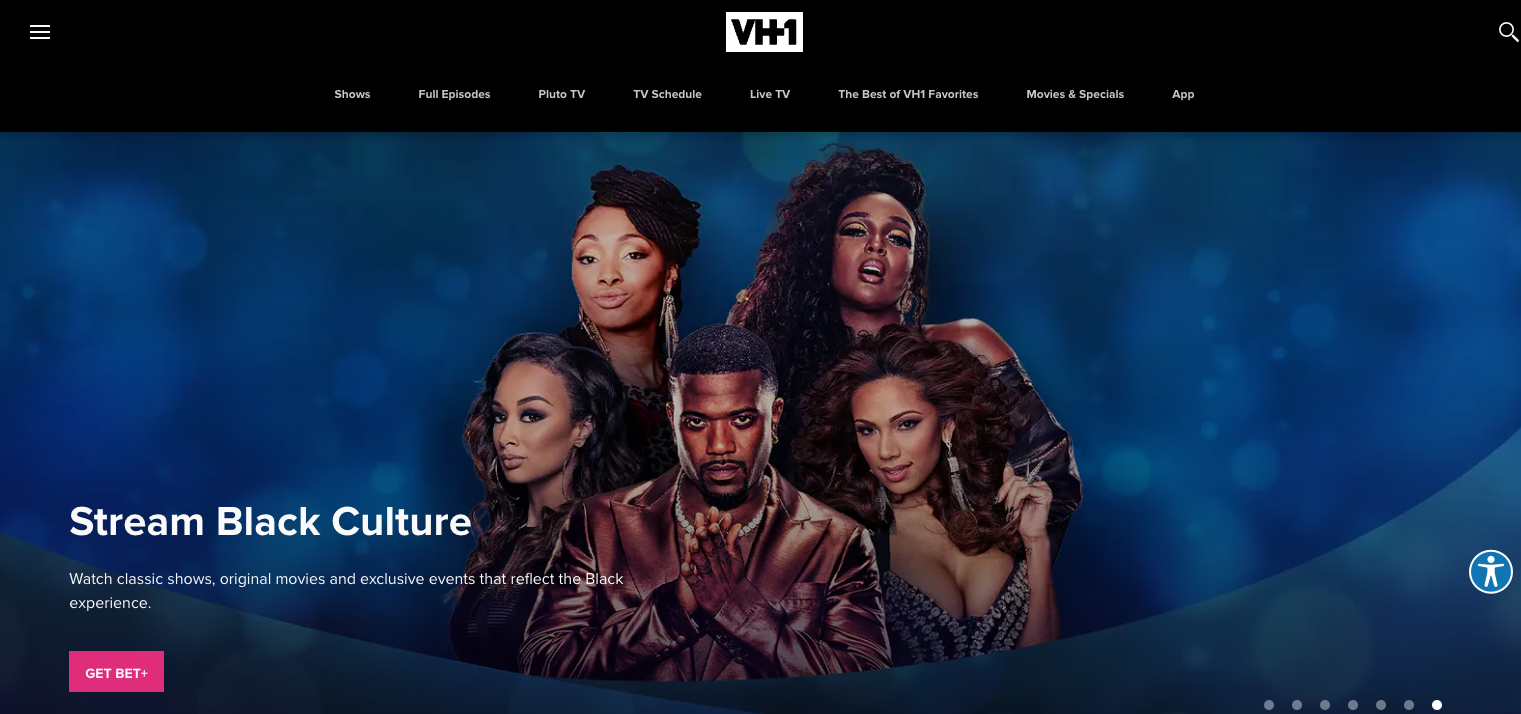 VH1
Shows
Full Episodes
Pluto TV
TV Schedule
Live TV
The Best of VH1 Favorites
Movies & Specials
App
Stream Black Culture
Watch classic shows, original movies and exclusive events that reflect the Black
experience.
GET BET+